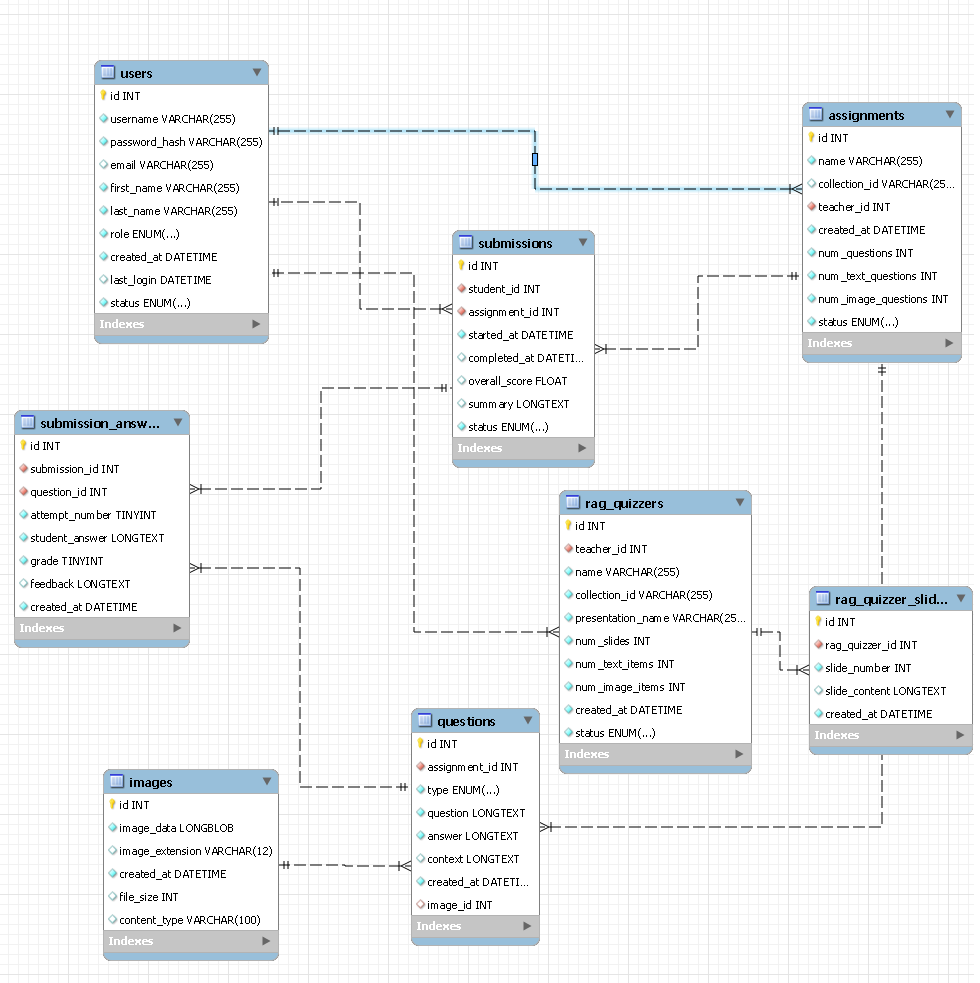 users
id INT
username VARCHAR(255)
password_hash VARCHAR(255)
email VARCHAR(255)
first_name VARCHAR(255)
last_name VARCHAR(255)
role ENUM(...)
created_at DATETIME
last_login DATETIME
status ENUM(...)
Indexes
assignments
id INT
name VARCHAR(255)
collection_id VARCHAR(25...
teacher_id INT
created_at DATETIME
num_questions INT
num_text_questions INT
num_image_questions INT
status ENUM(...)
Indexes
submissions
id INT
student_id INT
assignment_id INT
started_at DATETIME
completed_at DATETI...
overall_score FLOAT
summary LONGTEXT
status ENUM(...)
Indexes
submission_answ...
id INT
submission_id INT
question_id INT
attempt_number TINYINT
student_answer LONGTEXT
grade TINYINT
feedback LONGTEXT
created_at DATETIME
Indexes
rag_quizzers
id INT
teacher_id INT
name VARCHAR(255)
collection_id VARCHAR(255)
presentation_name VARCHAR(25...
num_slides INT
num_text_items INT
num_image_items INT
created_at DATETIME
status ENUM(...)
Indexes
rag_quizzer_slid...
id INT
rag_quizzer_id INT
slide_number INT
slide_content LONGTEXT
created_at DATETIME
Indexes
questions
id INT
assignment_id INT
type ENUM(...)
question LONGTEXT
answer LONGTEXT
context LONGTEXT
created_at DATETI...
image_id INT
Indexes
images
id INT
image_data LONGBLOB
image_extension VARCHAR(12)
created_at DATETIME
file_size INT
content_type VARCHAR(100)
Indexes